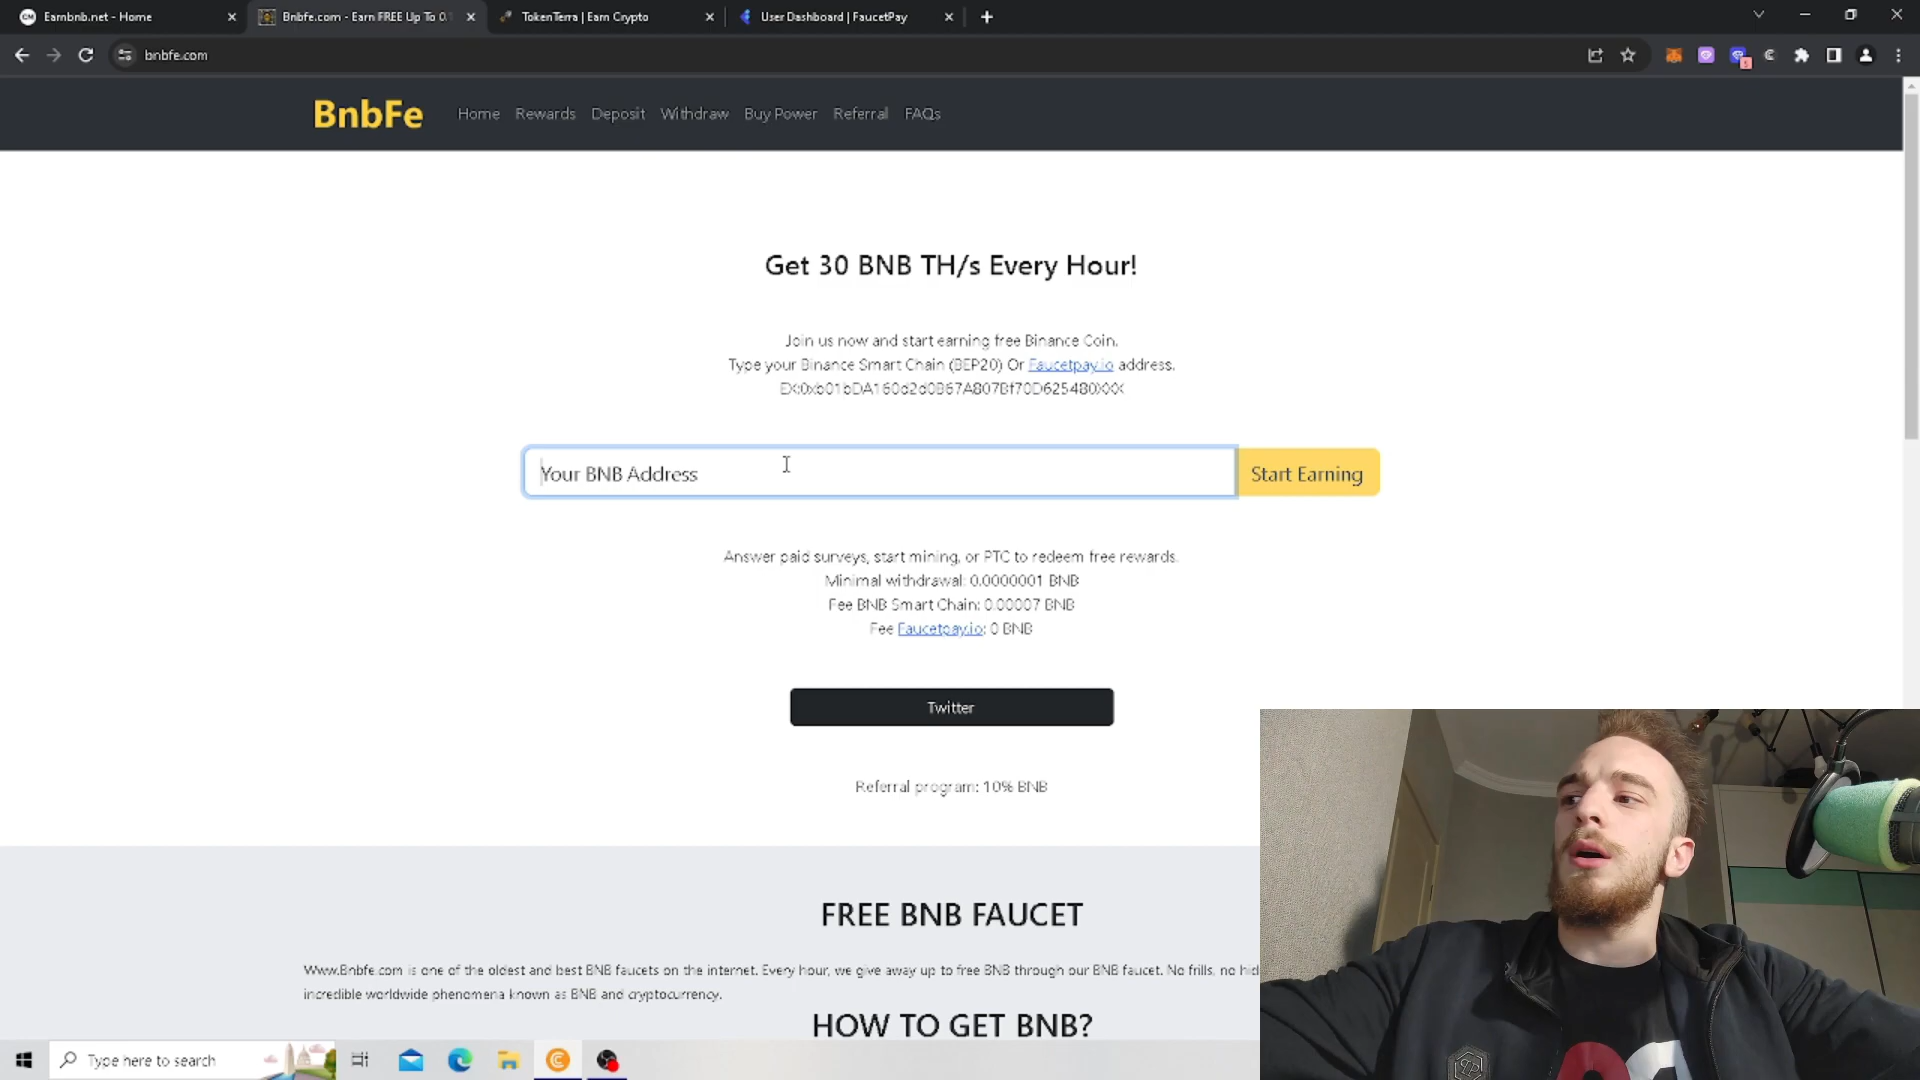 Earnbnb.net - Home
Bnbfe.com - Earn FREE Up To 0.1
TokenTerra | Earn Crypto
User Dashboard | FaucetPay
bnbfe.com
BnbFe
Home
Rewards
Deposit
Withdraw
Buy Power
Referral
FAQs
Get 30 BNB TH/s Every Hour!
Join us now and start earning free Binance Coin.
Type your Binance Smart Chain (BEP20) Or Faucetpay.io address.
Your BNB Address
Start Earning
Answer paid surveys, start mining, or PTC to redeem free rewards.
Minimal withdrawal: 0.0000001 BNB
Fee BNB Smart Chain: 0.00007 BNB
Fee Faucetpay.io: 0 BNB
Twitter
Referral program: 10% BNB
FREE BNB FAUCET
Www.Bnbfe.com is one of the oldest and best BNB faucets on the internet. Every hour, we give away up to free BNB through our BNB faucet. No frills, no hid
incredible worldwide phenomena known as BNB and cryptocurrency.
HOW TO GET BNB?
Type here to search